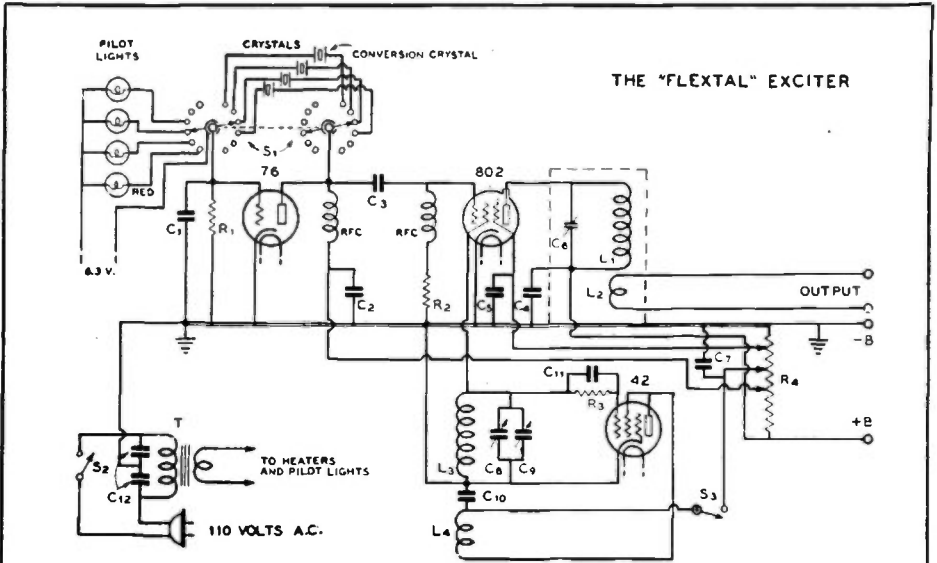 PILOT
LIGHTS
CRYSTALS
CONVERSION CRYSTAL
THE "FLEXTAL" EXCITER
S1
76
802
RED
C1
R1
RFC
C3
RFC
C6
L1
6.3 V.
C2
R2
C5
C4
L2
OUTPUT
-B
C7
C11
42
R3
R4
T
+B
S2
TO HEATERS
AND PILOT LIGHTS
L3
C8
C9
C12
C10
S3
110 VOLTS A.C.
L4